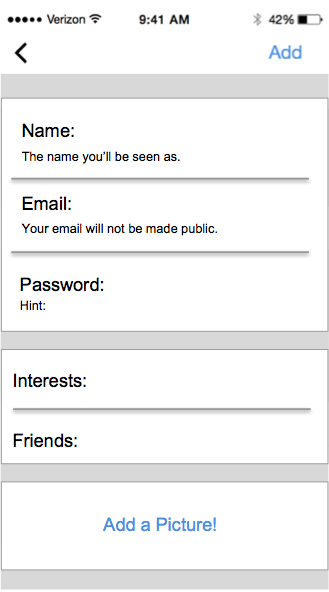 Verizon 9:41 AM 42%
Add
Name:
The name you'll be seen as.
Email:
Your email will not be made public.
Password:
Hint:
Interests:
Friends:
Add a Picture!